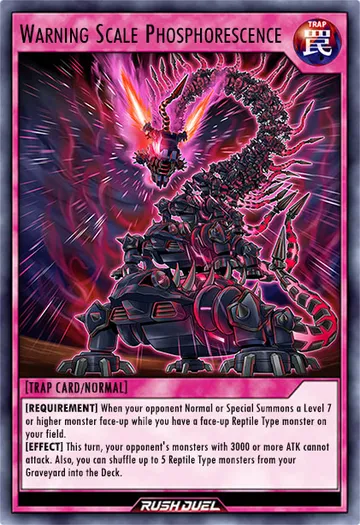 WARNING SCALE PHOSPHORESCENCE
TRAP
罠
[TRAP CARD/NORMAL]
[REQUIREMENT] When your opponent Normal or Special Summons a Level 7
or higher monster face-up while you have a face-up Reptile Type monster on
your field.
[EFFECT] This turn, your opponent's monsters with 3000 or more ATK cannot
attack. Also, you can shuffle up to 5 Reptile Type monsters from your
Graveyard into the Deck.
RUSH DUEL